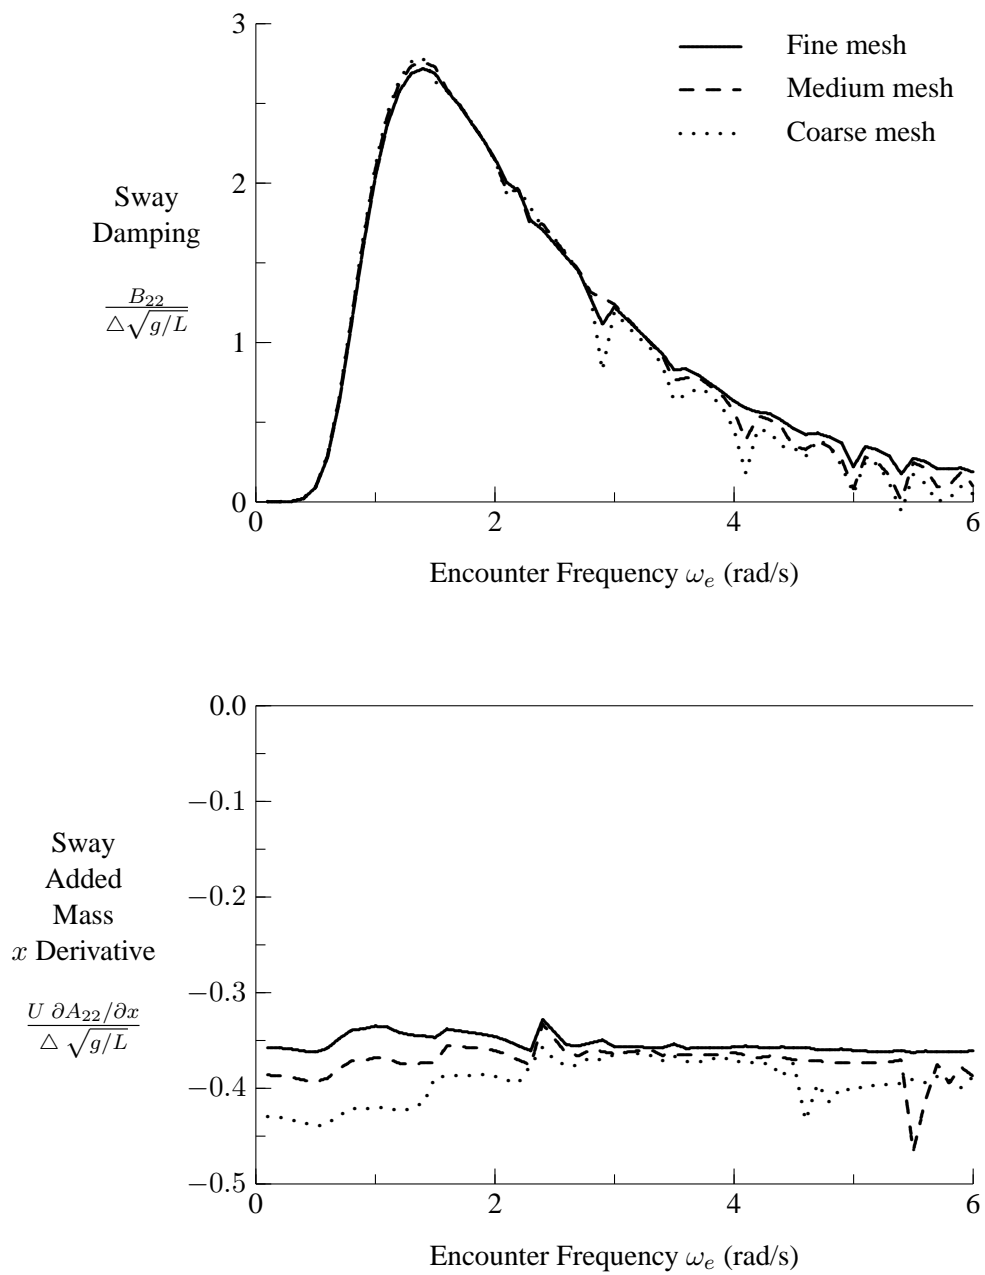 3
2
1
0
Sway
Damping
B₂₂
△√g/L
Fine mesh
Medium mesh
Coarse mesh
0 2 4 6
Encounter Frequency ωₑ (rad/s)
0.0
−0.1
−0.2
−0.3
−0.4
−0.5
Sway
Added
Mass
x Derivative
U ∂A₂₂/∂x
△ √g/L
0 2 4 6
Encounter Frequency ωₑ (rad/s)